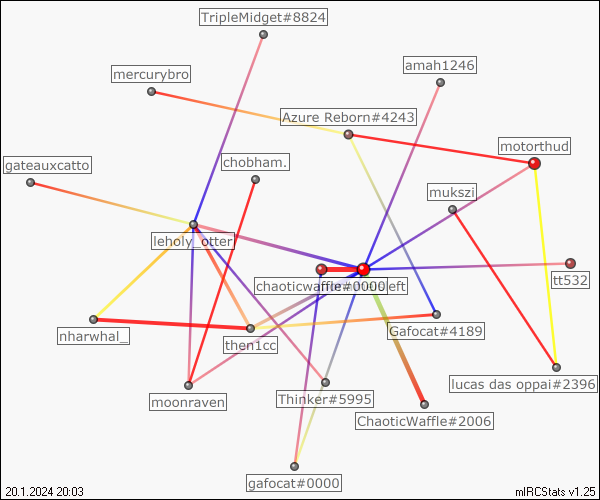 TripleMidget#8824
amah1246
mercurybro
Azure Reborn#4243
motorthud
chobham.
gateauxcatto
mukszi
leholy_otter
tt532
chaoticwaffle#0000
left
Gafocat#4189
nharwhal_
then1cc
lucas das oppai#2396
moonraven
Thinker#5995
ChaoticWaffle#2006
gafocat#0000
20.1.2024 20:03
mIRCStats v1.25